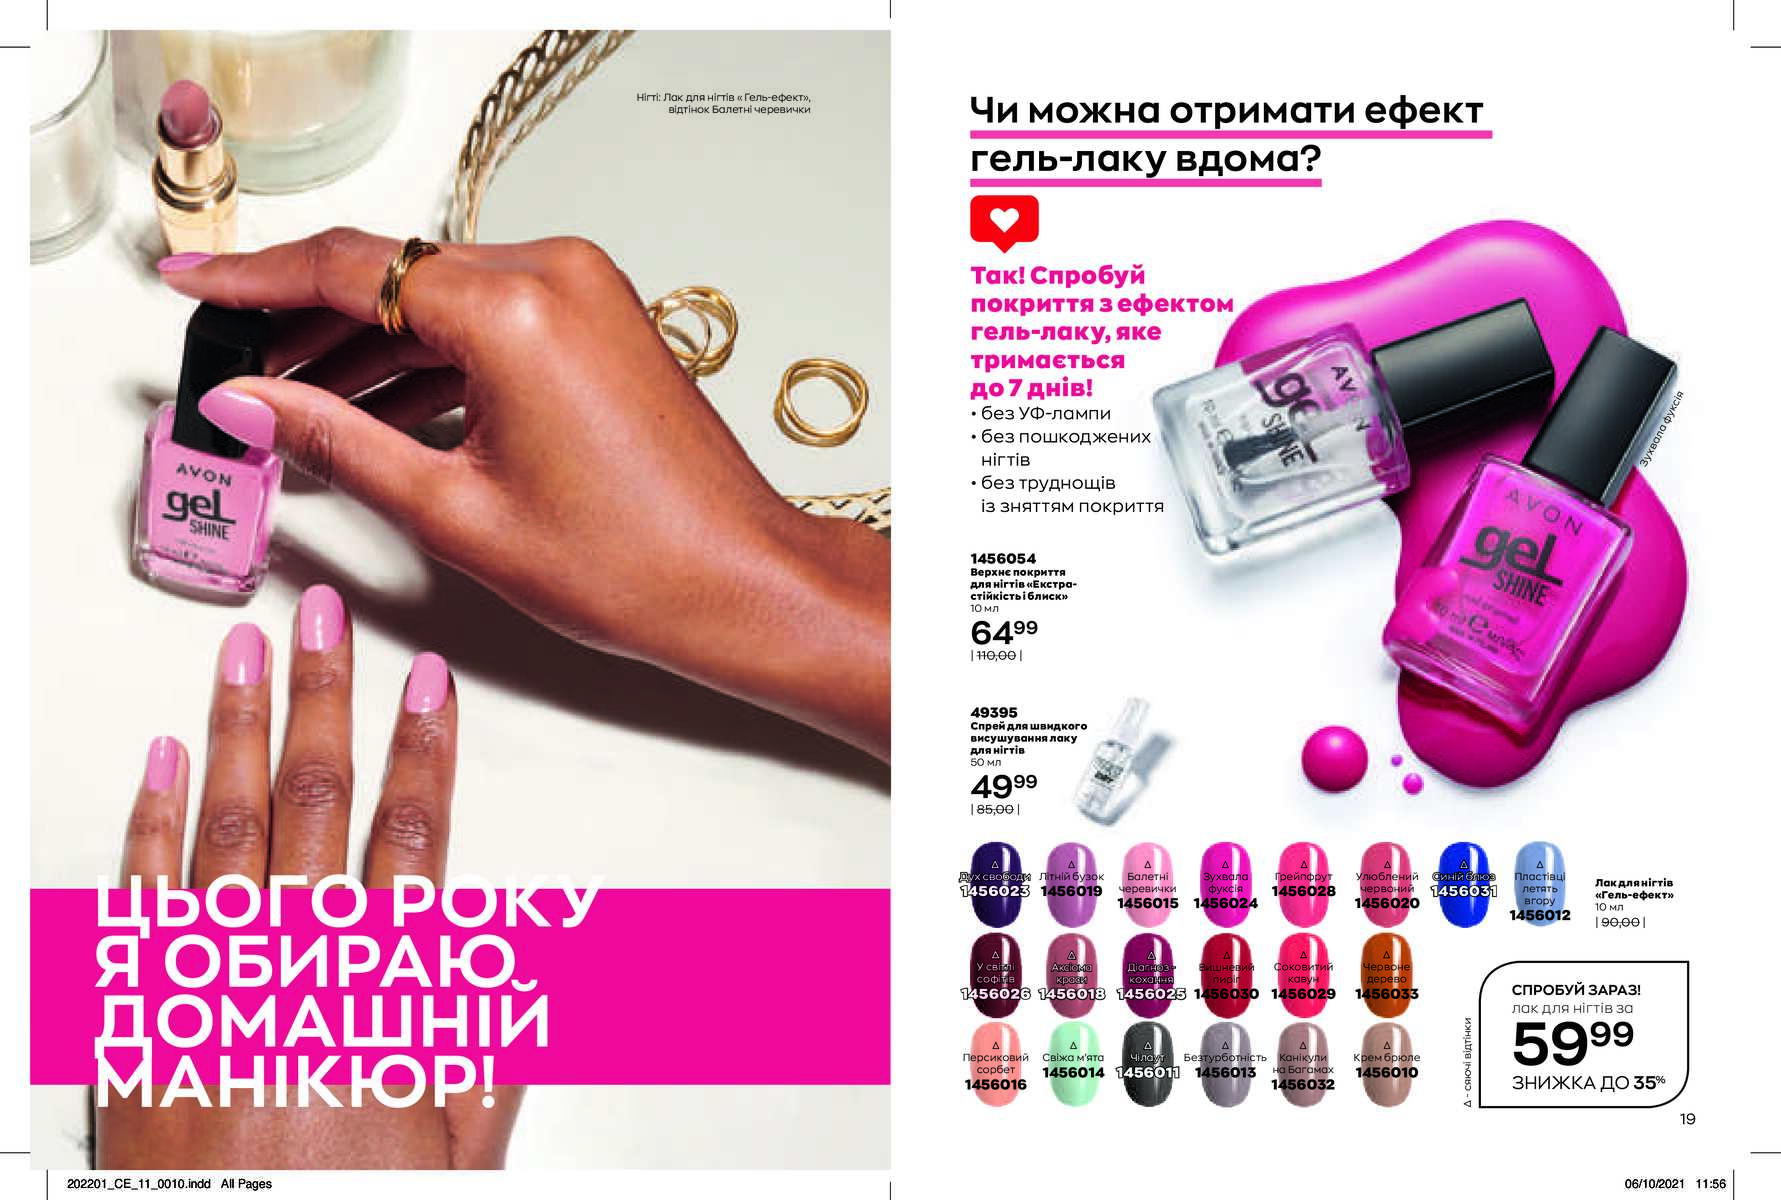 Нігті: Лак для нігтів « Гель-ефект»,
відтінок Балетні черевички
AVON
gel
SHINE
ЦЬОГО РОКУ
Я ОБИРАЮ
ДОМАШНІЙ
МАНІКЮР!
Чи можна отримати ефект
гель-лаку вдома?
Так! Спробуй
покриття з ефектом
гель-лаку, яке
тримається
до 7 днів!
• без УФ-лампи
• без пошкоджених
нігтів
• без труднощів
із зняттям покриття
AVON
gel
SHINE
Зухвала фуксія
AVON
gel
SHINE
1456054
Верхнє покриття
для нігтів «Екстра-
стійкість і блиск»
10 мл
64⁹⁹
| 110,00 |
49395
Спрей для швидкого
висушування лаку
для нігтів
50 мл
49⁹⁹
| 85,00 |
Δ
Дух свободи
1456023
Δ
Літній бузок
1456019
Δ
Балетні
черевички
1456015
Δ
Зухвала
фуксія
1456024
Δ
Грейпфрут
1456028
Δ
Улюблений
червоний
1456020
Δ
Синій блюз
1456031
Δ
Пластівці
летять
вгору
1456012
Лак для нігтів
«Гель-ефект»
10 мл
| 90,00 |
Δ
У світлі
софітів
1456026
Δ
Аксіома
краси
1456018
Δ
Діагноз -
кохання
1456025
Вишневий
пиріг
1456030
Соковитий
кавун
1456029
Δ
Червоне
дерево
1456033
Δ
Персиковий
сорбет
1456016
Δ
Свіжа м'ята
1456014
Δ
Чілаут
1456011
Δ
Безтурботність
1456013
Δ
Канікули
на Багамах
1456032
Δ
Крем брюле
1456010
Δ - сяючі відтінки
СПРОБУЙ ЗАРАЗ!
лак для нігтів за
59⁹⁹
ЗНИЖКА ДО 35%
19
202201_CE_11_0010.indd   All Pages
06/10/2021   11:56